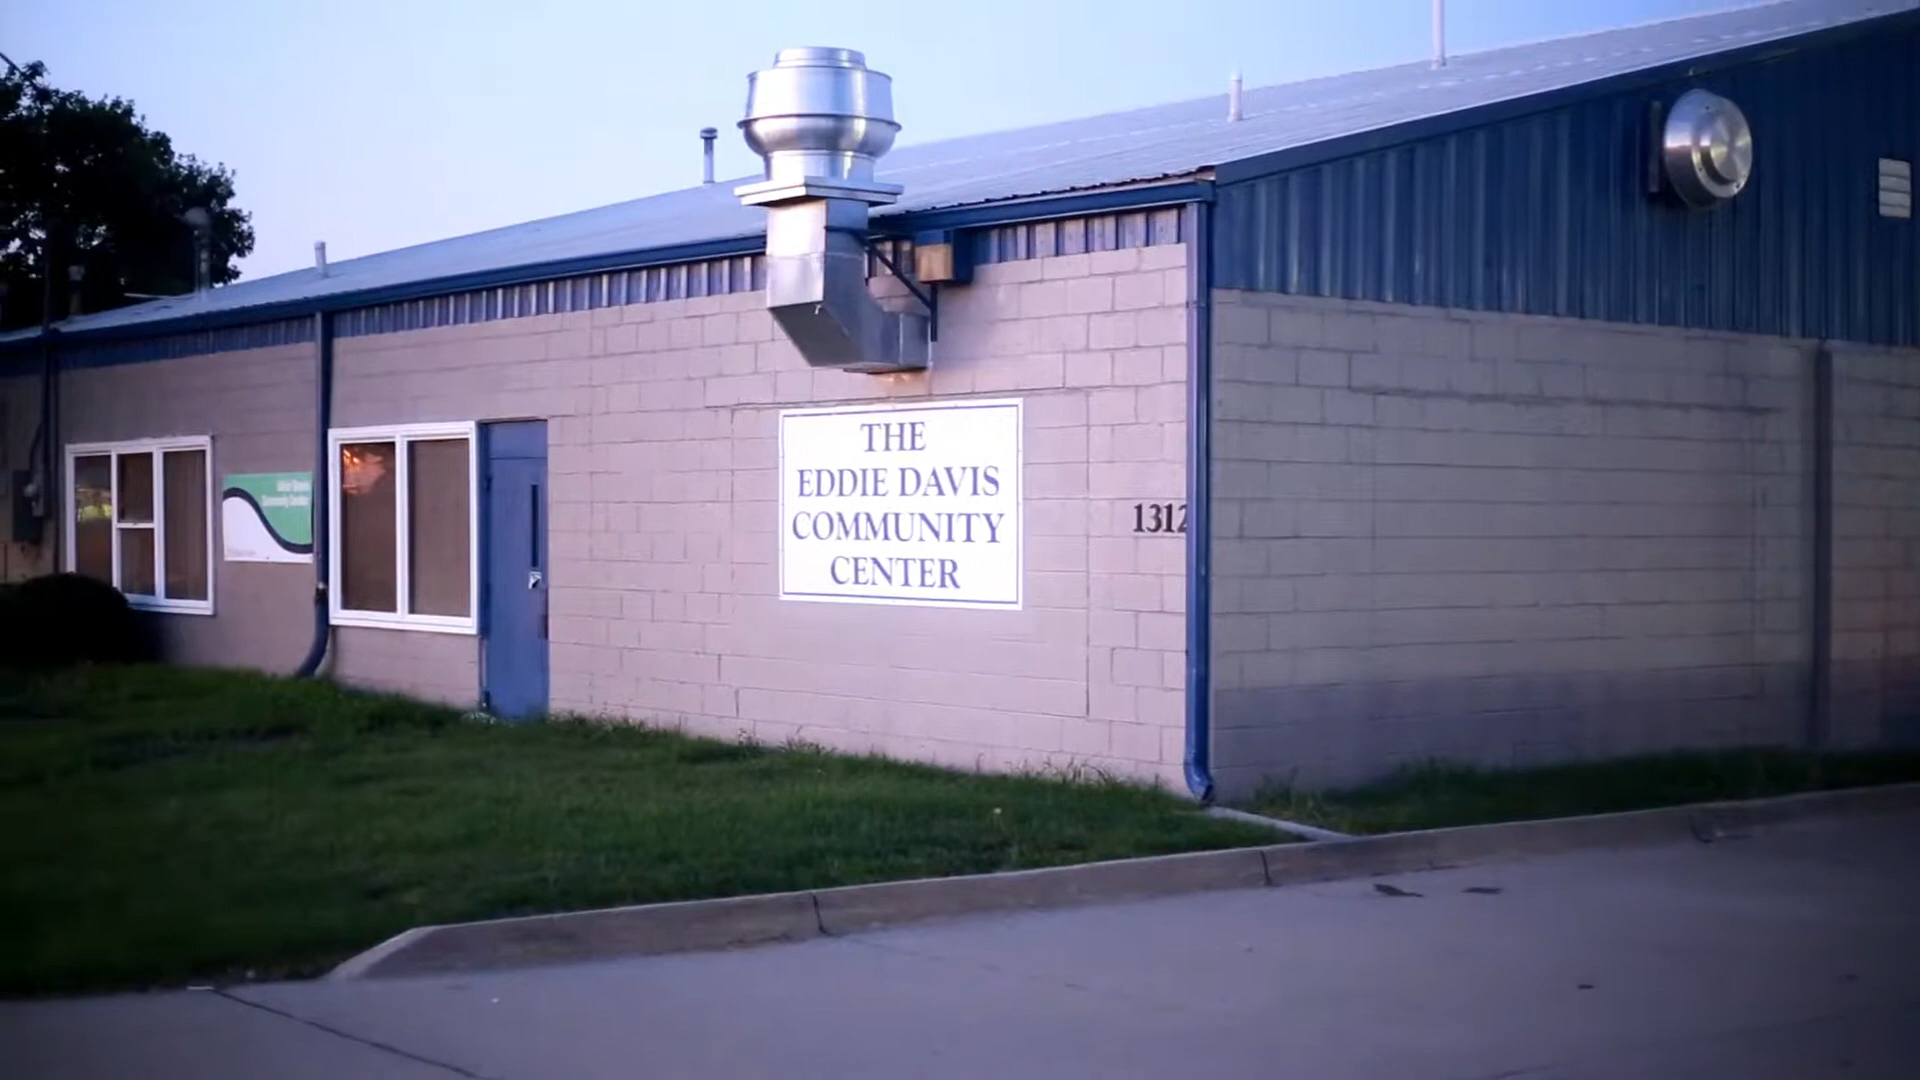 THE
EDDIE DAVIS
COMMUNITY
CENTER
1312